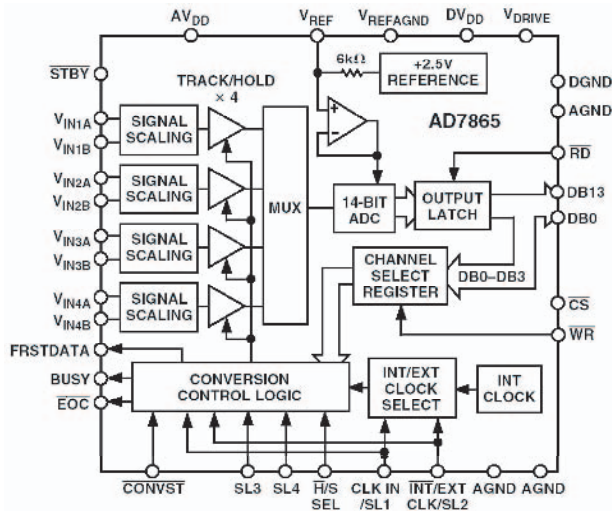 AVDD
VREF
VREFAGND
DVDD
VDRIVE
STBY
6kΩ
+2.5V
REFERENCE
DGND
TRACK/HOLD
× 4
AGND
VIN1A
VIN1B
SIGNAL
SCALING
AD7865
RD
VIN2A
VIN2B
SIGNAL
SCALING
MUX
14-BIT
ADC
OUTPUT
LATCH
DB13
DB0
VIN3A
VIN3B
SIGNAL
SCALING
CHANNEL
SELECT
REGISTER
DB0–DB3
VIN4A
VIN4B
SIGNAL
SCALING
CS
WR
FRSTDATA
BUSY
EOC
CONVERSION
CONTROL LOGIC
INT/EXT
CLOCK
SELECT
INT
CLOCK
CONVST
SL3
SL4
H/S
SEL
CLK IN
/SL1
INT/EXT
CLK/SL2
AGND
AGND